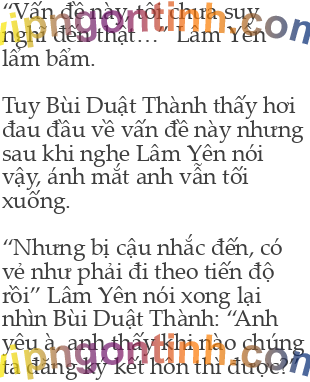 “Vấn đề này, tôi chưa suy
nghĩ đến thật…” Lâm Yên
lẩm bẩm.
Tuy Bùi Duật Thành thấy hơi
đau đầu về vấn đề này nhưng
sau khi nghe Lâm Yên nói
vậy, ánh mắt anh vẫn tối
xuống.
“Nhưng bị cậu nhắc đến, có
vẻ như phải đi theo tiến độ
rồi” Lâm Yên nói xong lại
nhìn Bùi Duật Thành: “Anh
yêu à, anh thấy khi nào chúng
ta đăng ký kết hôn thì được?”
vipngontinh.com
vipngontinh.com